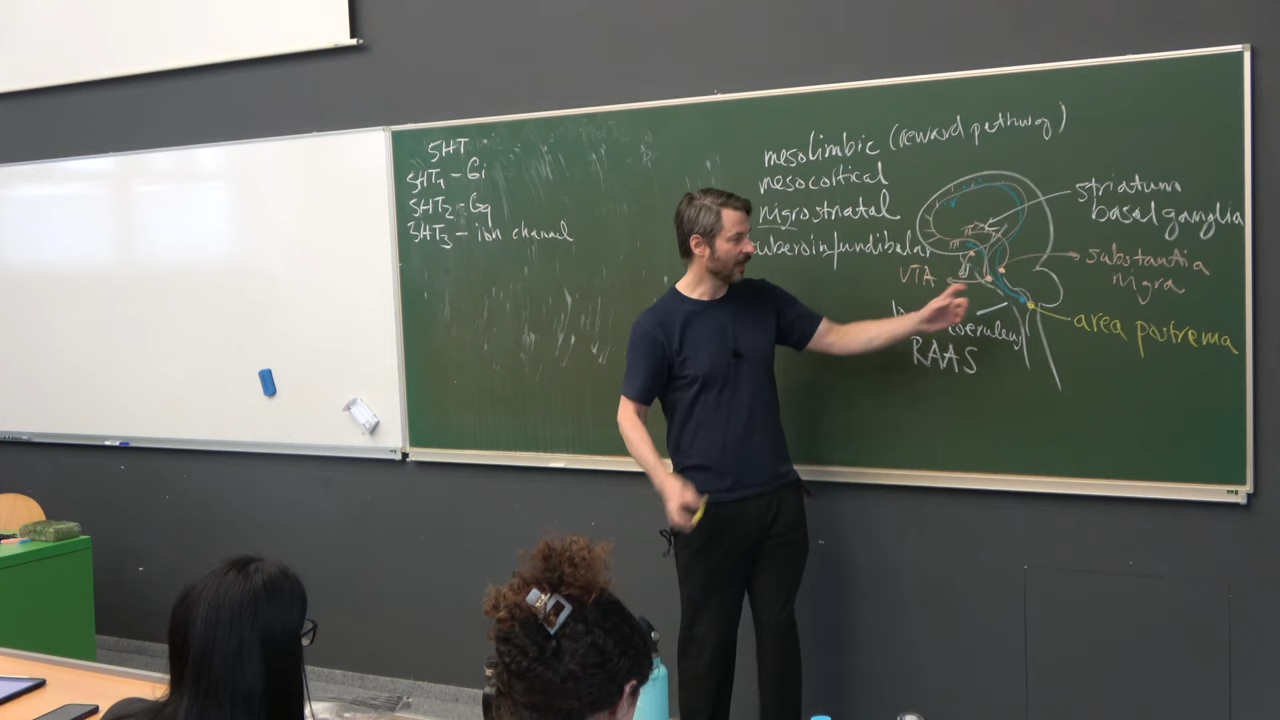 5HT
5HT₁ - Gi
5HT₂ - Gq
5HT₃ - ion channel
mesolimbic (reward pathway)
mesocortical
nigrostriatal
tuberoinfundibular
striatum
basal ganglia
VTA
substantia
nigra
area postrema
RAAS